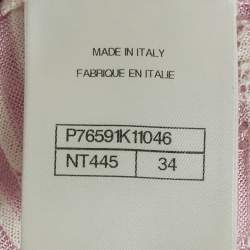 MADE IN ITALY
FABRIQUE EN ITALIE
P76591K11046
NT445 34